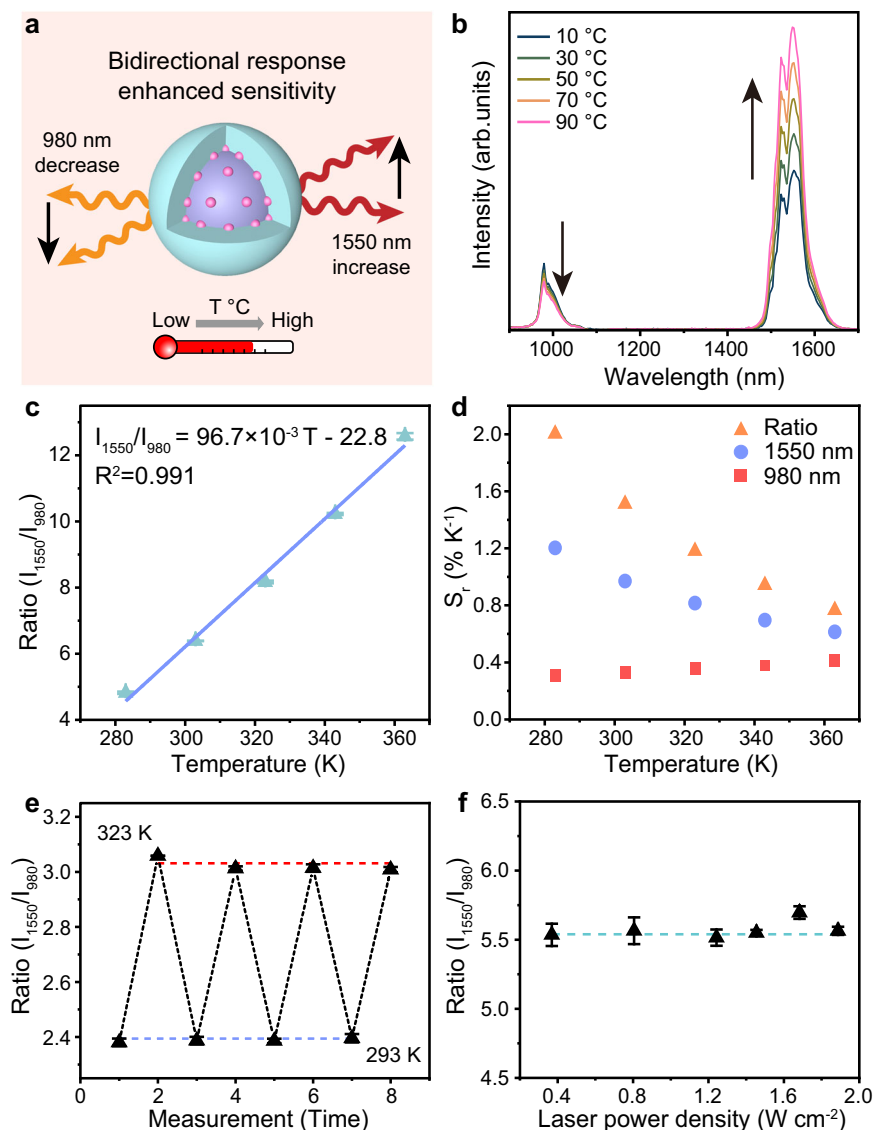 a
Bidirectional response
enhanced sensitivity
980 nm
decrease
1550 nm
increase
T °C
Low
High
b
10 °C
30 °C
50 °C
70 °C
90 °C
Intensity (arb.units)
1000
1200
1400
1600
Wavelength (nm)
c
I₁₅₅₀/I₉₈₀ = 96.7×10⁻³ T - 22.8
R²=0.991
Ratio (I₁₅₅₀/I₉₈₀)
12
10
8
6
4
280
300
320
340
360
Temperature (K)
d
Ratio
1550 nm
980 nm
Sᵣ (% K⁻¹)
2.0
1.6
1.2
0.8
0.4
0.0
280
300
320
340
360
Temperature (K)
e
323 K
293 K
Ratio (I₁₅₅₀/I₉₈₀)
3.2
3.0
2.8
2.6
2.4
0
2
4
6
8
Measurement (Time)
f
Ratio (I₁₅₅₀/I₉₈₀)
6.5
6.0
5.5
5.0
4.5
0.4
0.8
1.2
1.6
2.0
Laser power density (W cm⁻²)